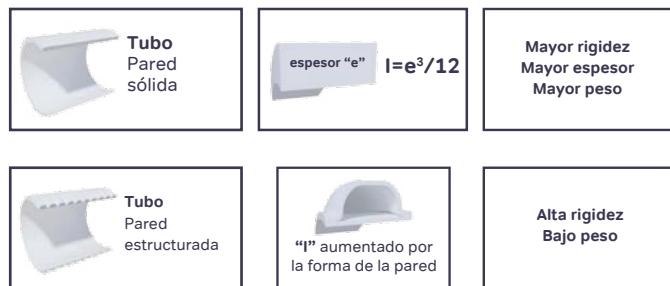 Tubo
Pared
sólida
espesor “e”
I=e³/12
Mayor rigidez
Mayor espesor
Mayor peso
Tubo
Pared
estructurada
“I” aumentado por
la forma de la pared
Alta rigidez
Bajo peso